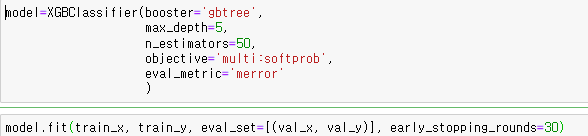 model=XGBClassifier(booster='gbtree',
max_depth=5,
n_estimators=50,
objective='multi:softprob',
eval_metric='merror'
)
model.fit(train_x, train_y, eval_set=[(val_x, val_y)], early_stopping_rounds=30)